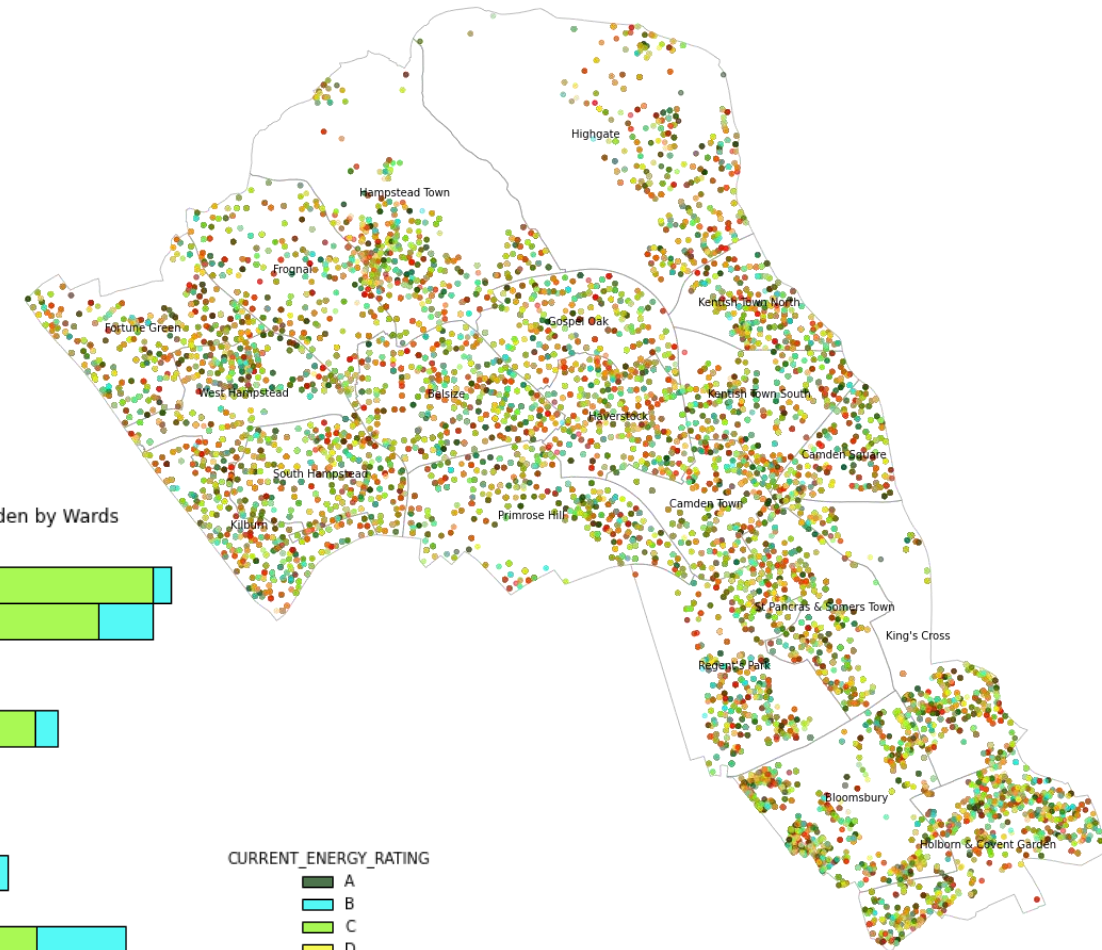 Highgate
Hampstead Town
Frognal
Kentish Town North
Gospel Oak
Fortune Green
West Hampstead
Belsize
Kentish Town South
Haverstock
Camden Square
South Hampstead
Camden Town
Primrose Hill
den by Wards
Kilburn
St Pancras & Somers Town
King's Cross
Regent's Park
Bloomsbury
Holborn & Covent Garden
CURRENT_ENERGY_RATING
A
B
C
D